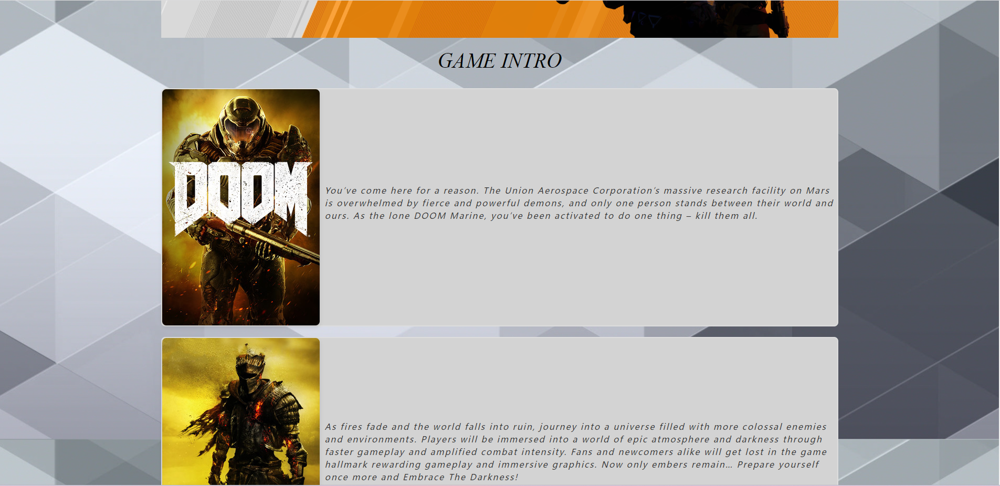 GAME INTRO
DOOM
You’ve come here for a reason. The Union Aerospace Corporation’s massive research facility on Mars
is overwhelmed by fierce and powerful demons, and only one person stands between their world and
ours. As the lone DOOM Marine, you’ve been activated to do one thing – kill them all.
As fires fade and the world falls into ruin, journey into a universe filled with more colossal enemies
and environments. Players will be immersed into a world of epic atmosphere and darkness through
faster gameplay and amplified combat intensity. Fans and newcomers alike will get lost in the game
hallmark rewarding gameplay and immersive graphics. Now only embers remain… Prepare yourself
once more and Embrace The Darkness!